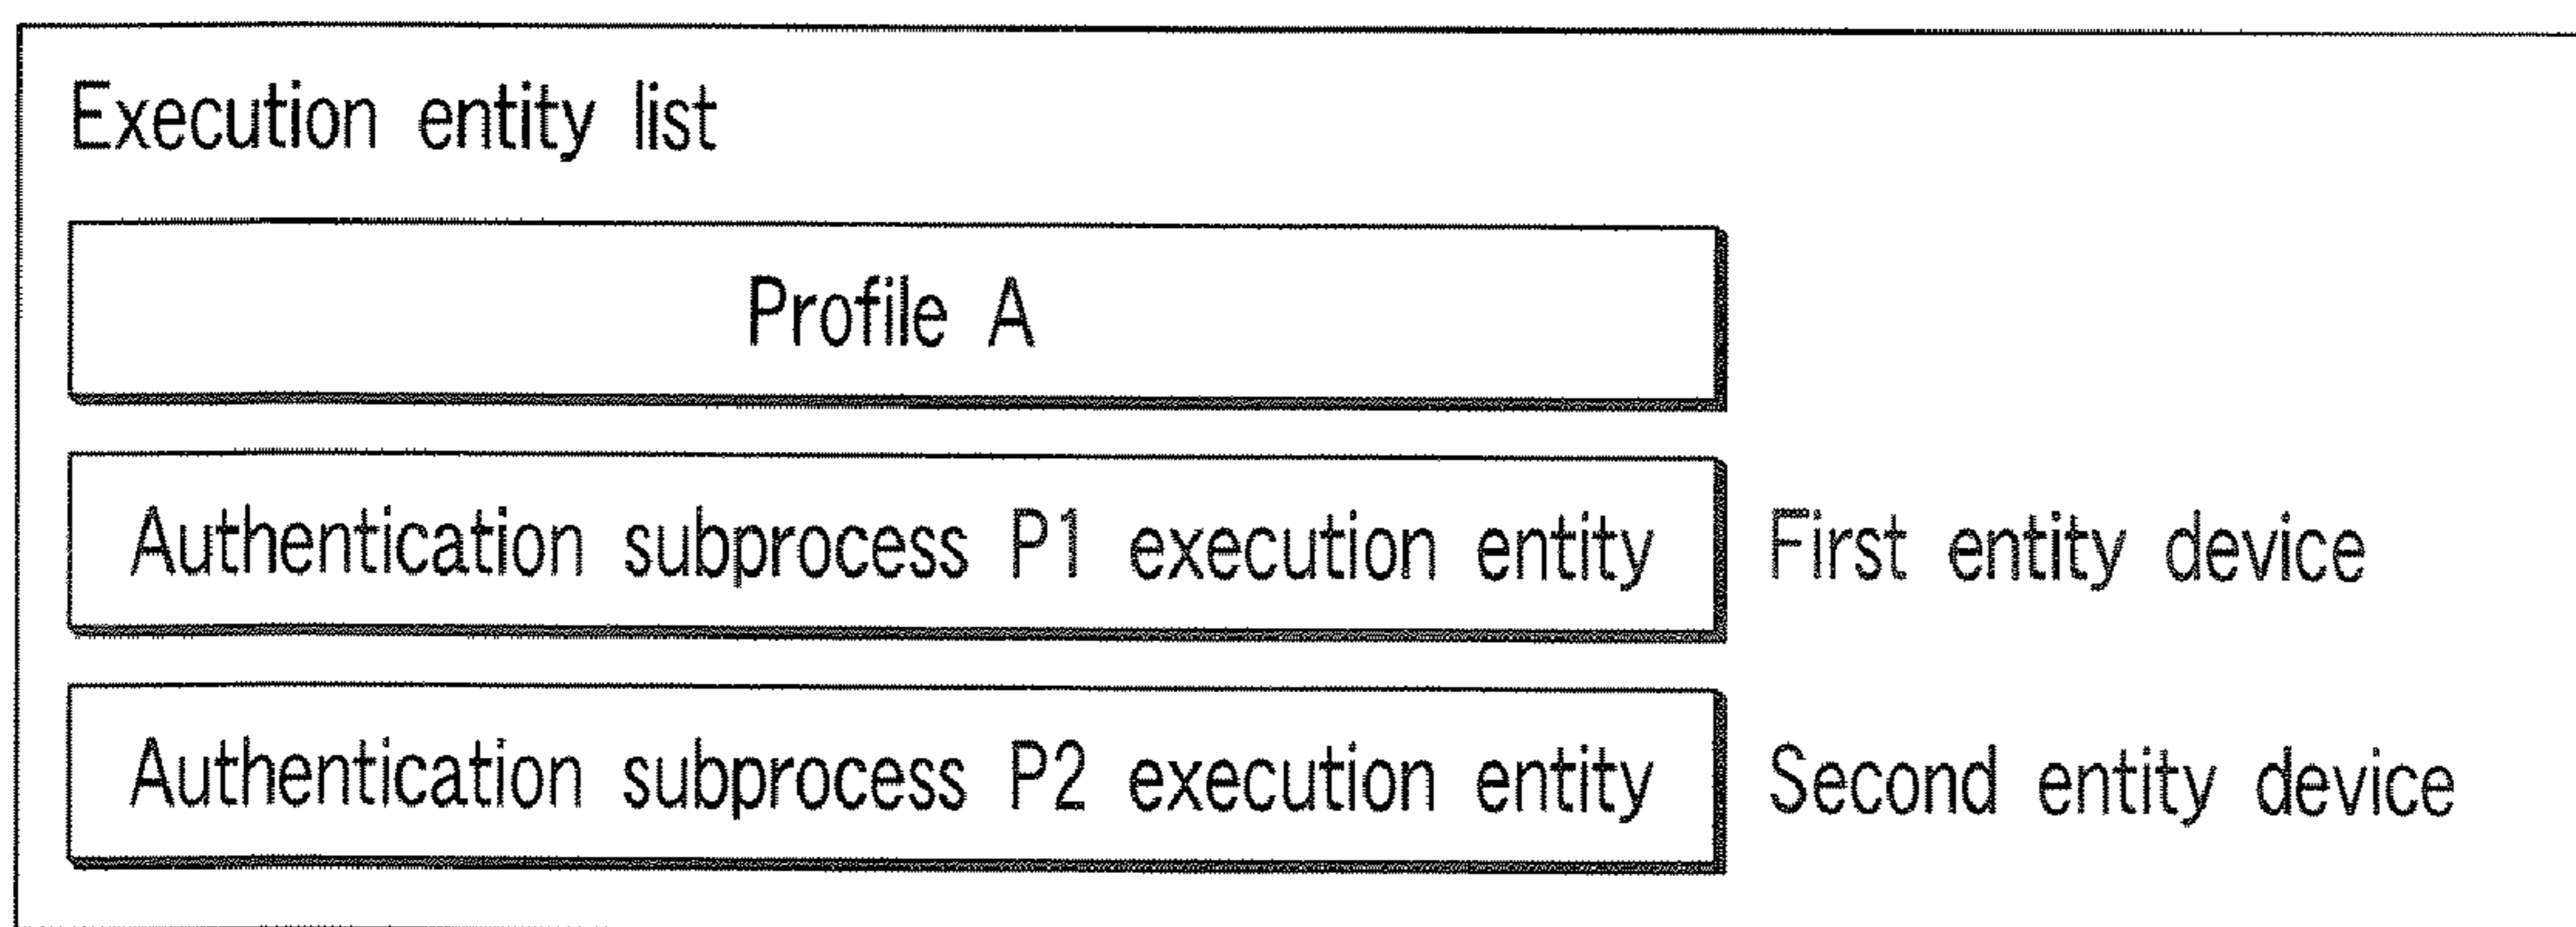 Execution entity list
Profile A
Authentication subprocess P1 execution entity First entity device
Authentication subprocess P2 execution entity Second entity device